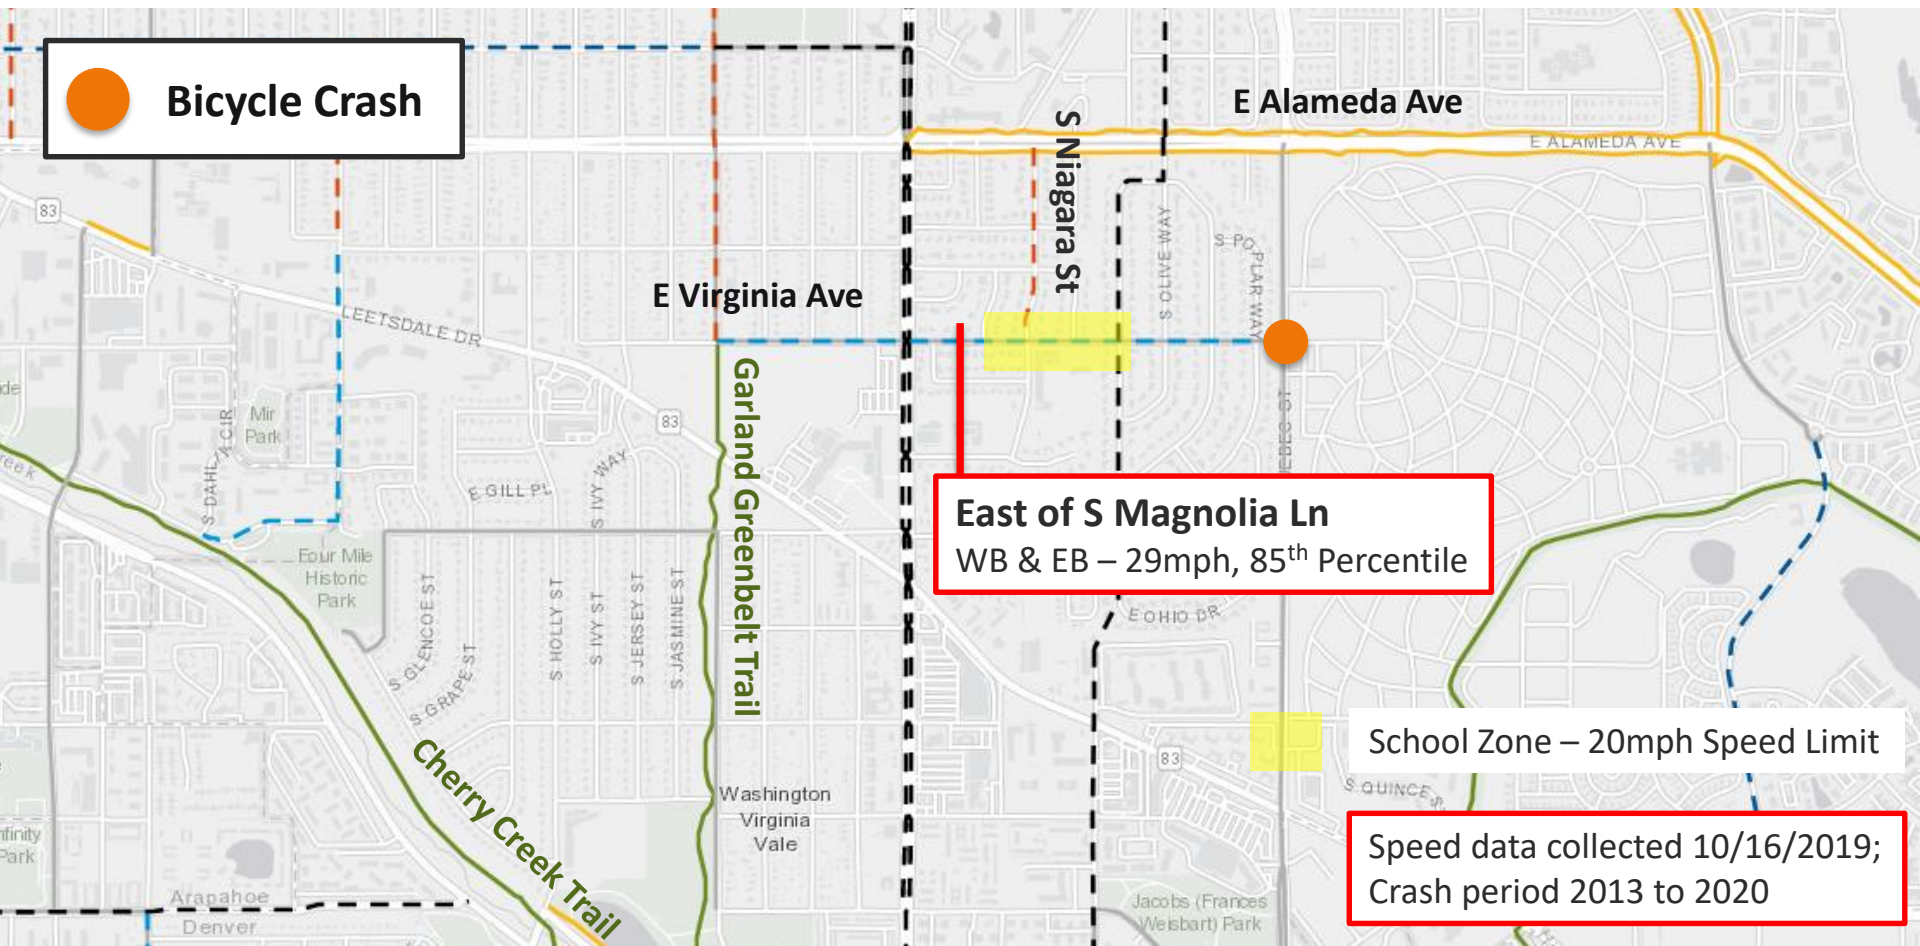 Bicycle Crash
E Alameda Ave
E ALAMEDA AVE
S Niagara St
83
S OLIVE WAY
S POPLAR WAY
E Virginia Ave
LEETSDALE DR
Garland Greenbelt Trail
Mir
Park
83
S DAHLIA CIR
S IVY WAY
E GILL PL
East of S Magnolia Ln
WB & EB – 29mph, 85th Percentile
Four Mile
Historic
Park
S GLENCOE ST
S GRAPE ST
S HOLLY ST
S IVY ST
S JERSEY ST
S JASMINE ST
E OHIO DR
Cherry Creek Trail
School Zone – 20mph Speed Limit
83
S QUINCE S
Washington
Virginia
Vale
Speed data collected 10/16/2019;
Crash period 2013 to 2020
Park
Arapahoe
Denver
Jacobs (Frances
Weisbart) Park